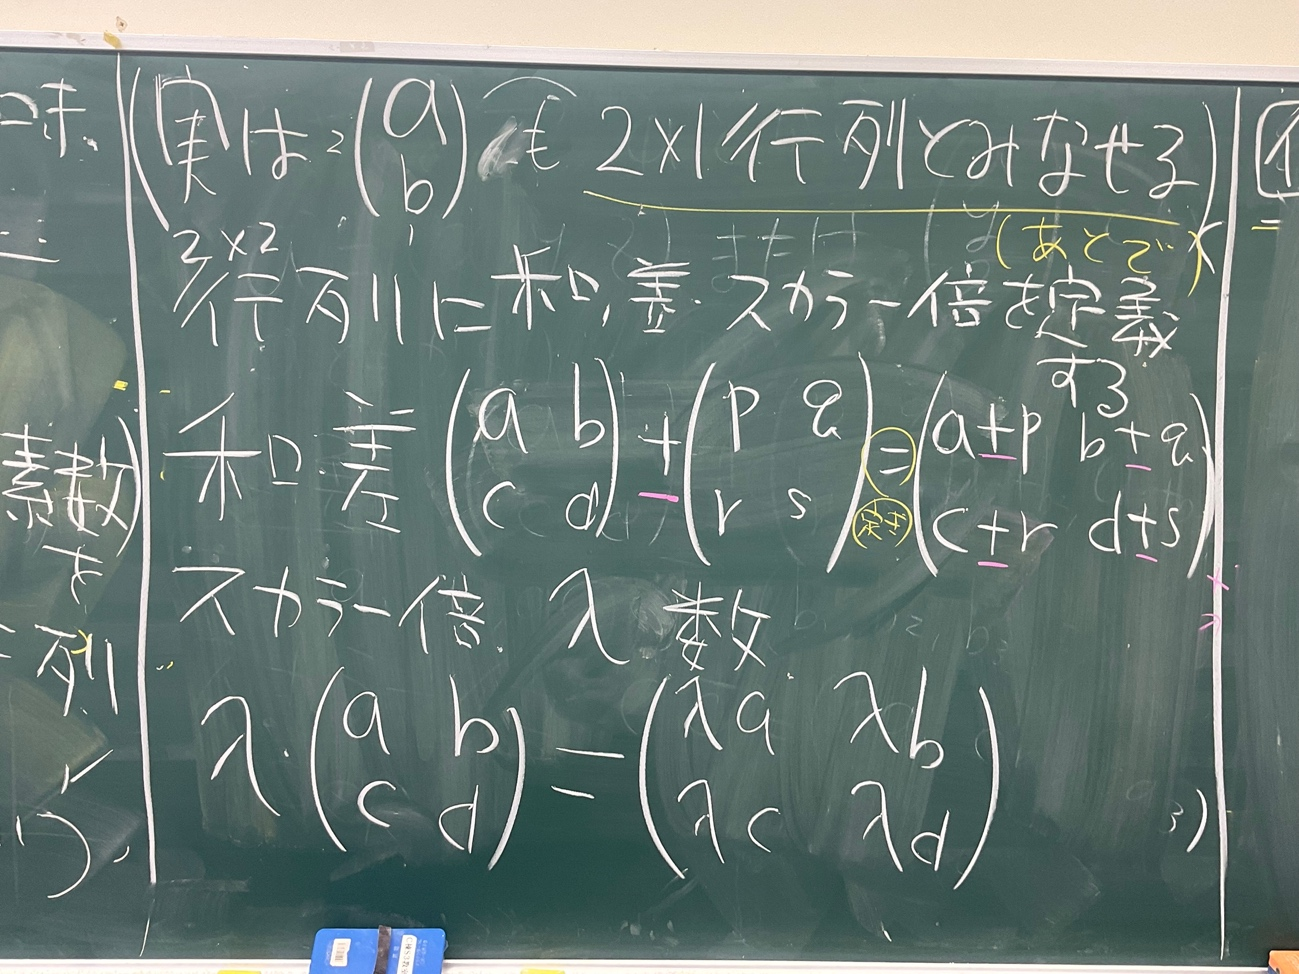 (実は (a b) も 2×1行列とみなせる)
(あとで)
2×2
行列に和、差、スカラー倍を定義
する
和 差 (a b c d) ± (p q r s) = (a±p b±q c±r d±s)
スカラー倍 λ 数
λ・(a b c d) = (λa λb λc λd)
素数)
を
列